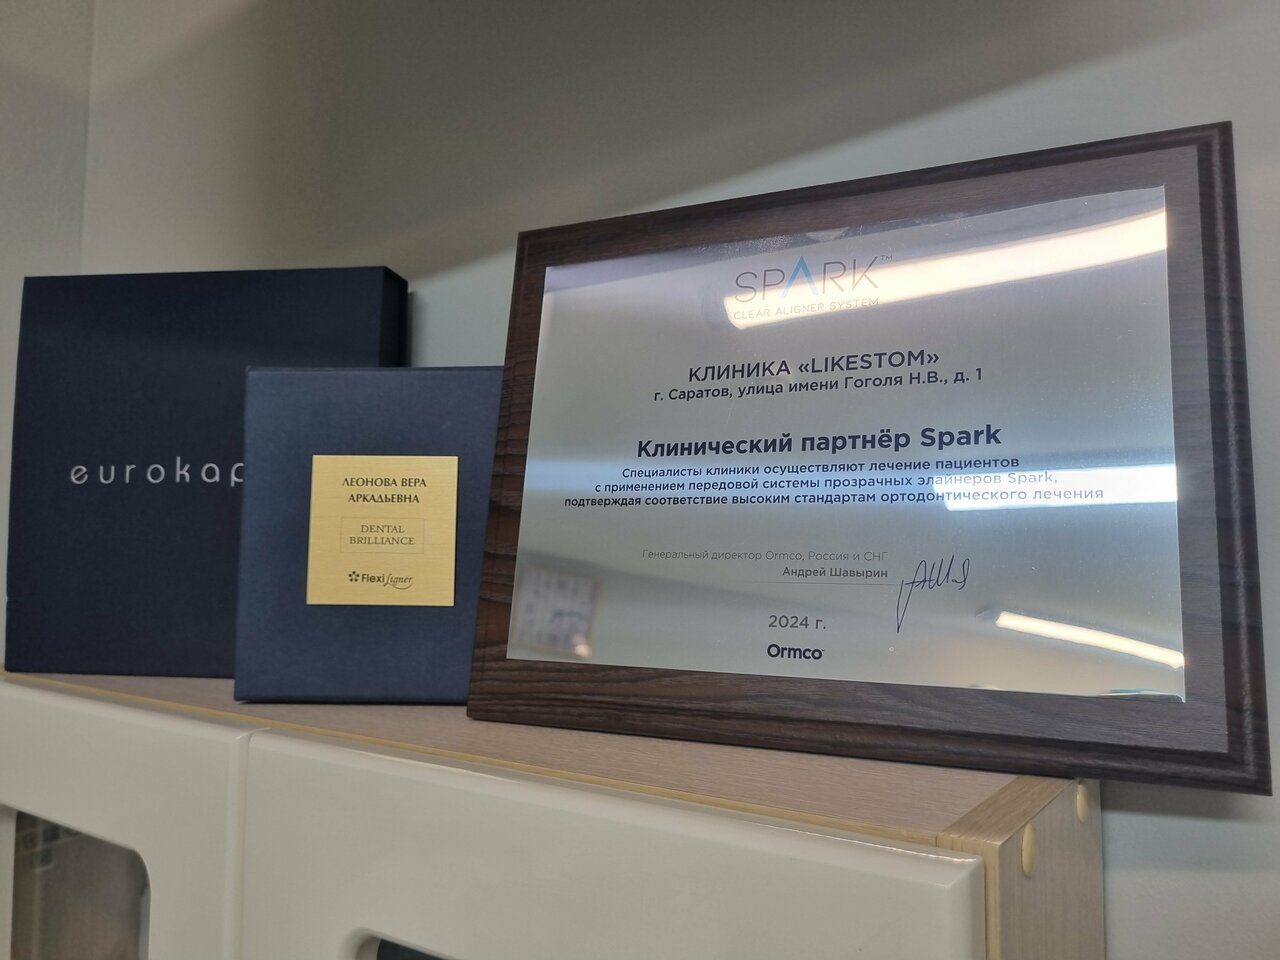 eurokap
ЛЕОНОВА ВЕРА
АРКАДЬЕВНА
DENTAL
BRILLIANCE
Flexiligner
SPARK™
CLEAR ALIGNER SYSTEM
КЛИНИКА «LIKESTOM»
г. Саратов, улица имени Гоголя Н.В., д. 1
Клинический партнёр Spark
Специалисты клиники осуществляют лечение пациентов
с применением передовой системы прозрачных элайнеров Spark,
подтверждая соответствие высоким стандартам ортодонтического лечения
Генеральный директор Ormco, Россия и СНГ
Андрей Шавырин
2024 г.
Ormco